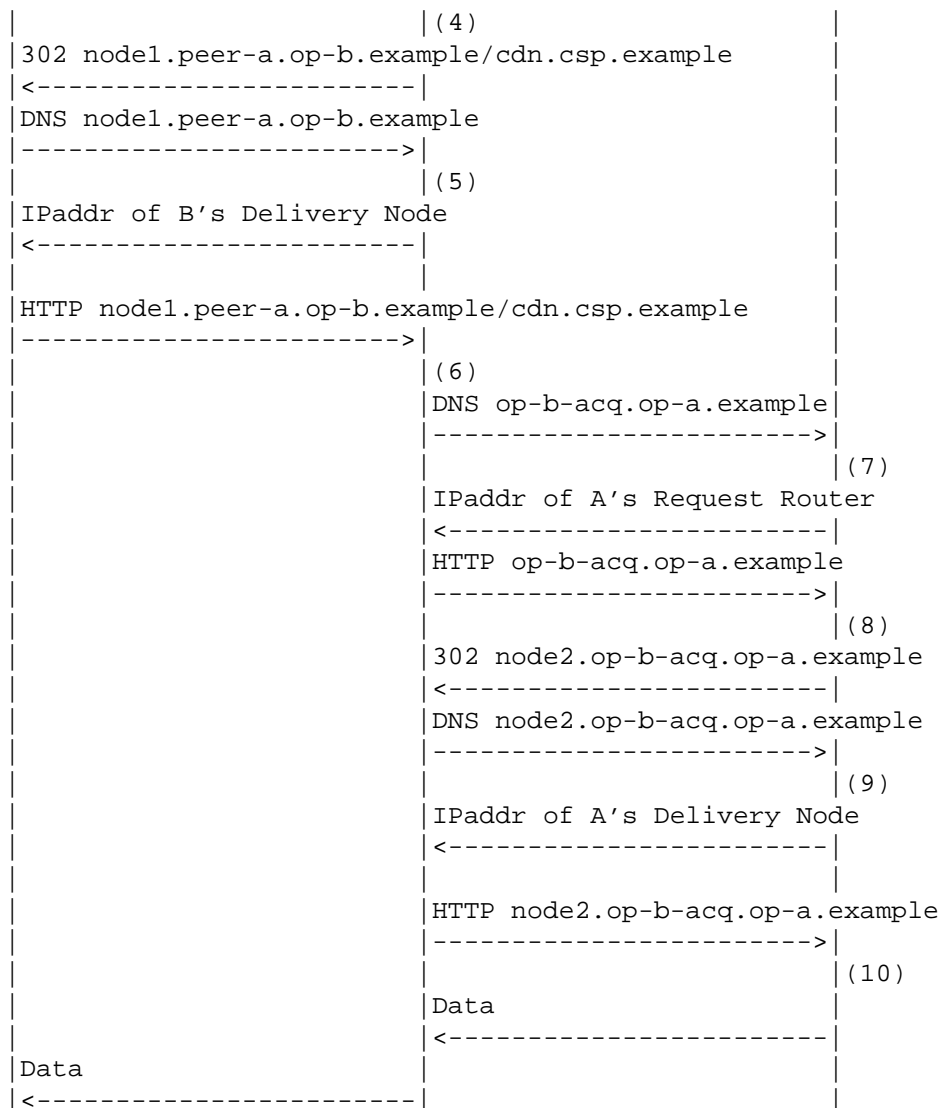 |                         |(4)                      |
|302 node1.peer-a.op-b.example/cdn.csp.example      |
|<------------------------|                         |
|DNS node1.peer-a.op-b.example                      |
|------------------------>|                         |
|                         |(5)                      |
|IPaddr of B's Delivery Node                        |
|<------------------------|                         |
|                         |                         |
|HTTP node1.peer-a.op-b.example/cdn.csp.example     |
|------------------------>|                         |
|                         |(6)                      |
|                         |DNS op-b-acq.op-a.example|
|                         |------------------------>|
|                         |                         |(7)
|                         |IPaddr of A's Request Router
|                         |<------------------------|
|                         |HTTP op-b-acq.op-a.example
|                         |------------------------>|
|                         |                         |(8)
|                         |302 node2.op-b-acq.op-a.example
|                         |<------------------------|
|                         |DNS node2.op-b-acq.op-a.example
|                         |------------------------>|
|                         |                         |(9)
|                         |IPaddr of A's Delivery Node
|                         |<------------------------|
|                         |                         |
|                         |HTTP node2.op-b-acq.op-a.example
|                         |------------------------>|
|                         |                         |(10)
|                         |Data                     |
|                         |<------------------------|
|Data                     |                         |
|<------------------------|                         |